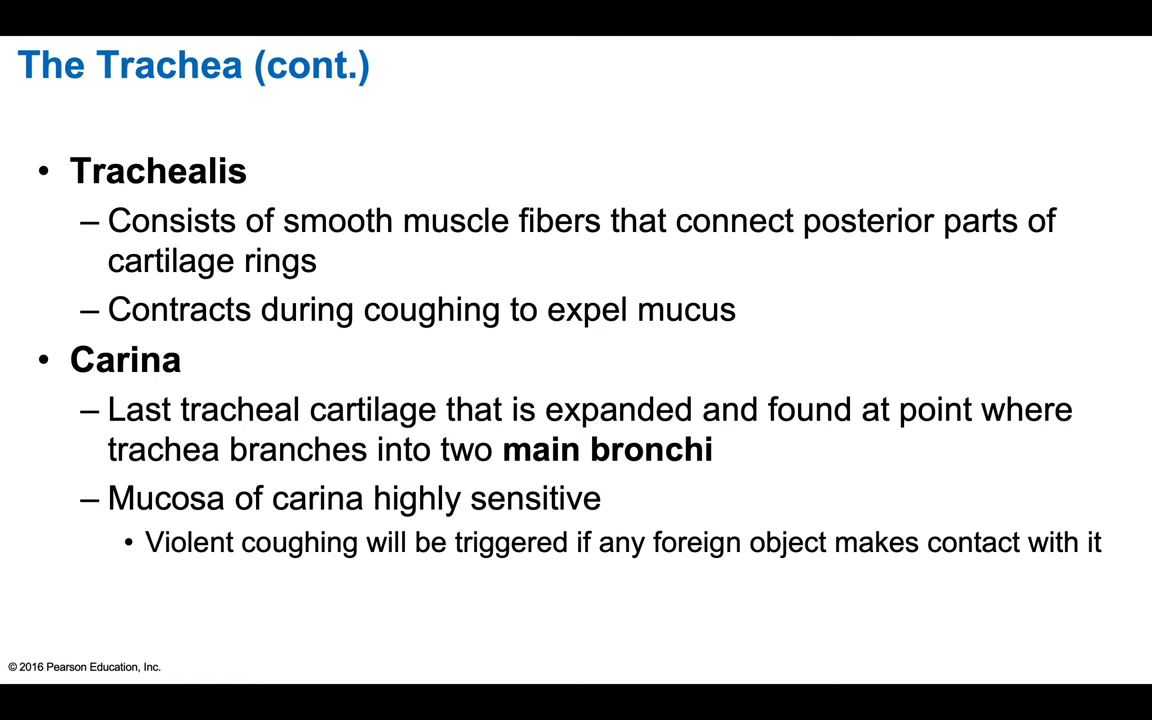 The Trachea (cont.)
• Trachealis
– Consists of smooth muscle fibers that connect posterior parts of
cartilage rings
– Contracts during coughing to expel mucus
• Carina
– Last tracheal cartilage that is expanded and found at point where
trachea branches into two main bronchi
– Mucosa of carina highly sensitive
• Violent coughing will be triggered if any foreign object makes contact with it
© 2016 Pearson Education, Inc.